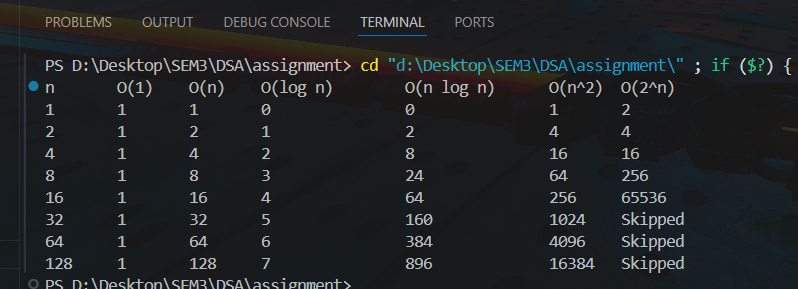 PROBLEMS OUTPUT DEBUG CONSOLE TERMINAL PORTS
PS D:\Desktop\SEM3\DSA\assignment> cd "d:\Desktop\SEM3\DSA\assignment\" ; if ($?) {
n O(1) O(n) O(log n) O(n log n) O(n^2) O(2^n)
1 1 1 0 0 1 2
2 1 2 1 2 4 4
4 1 4 2 8 16 16
8 1 8 3 24 64 256
16 1 16 4 64 256 65536
32 1 32 5 160 1024 Skipped
64 1 64 6 384 4096 Skipped
128 1 128 7 896 16384 Skipped
PS D:\Desktop\SEM3\DSA\assignment>